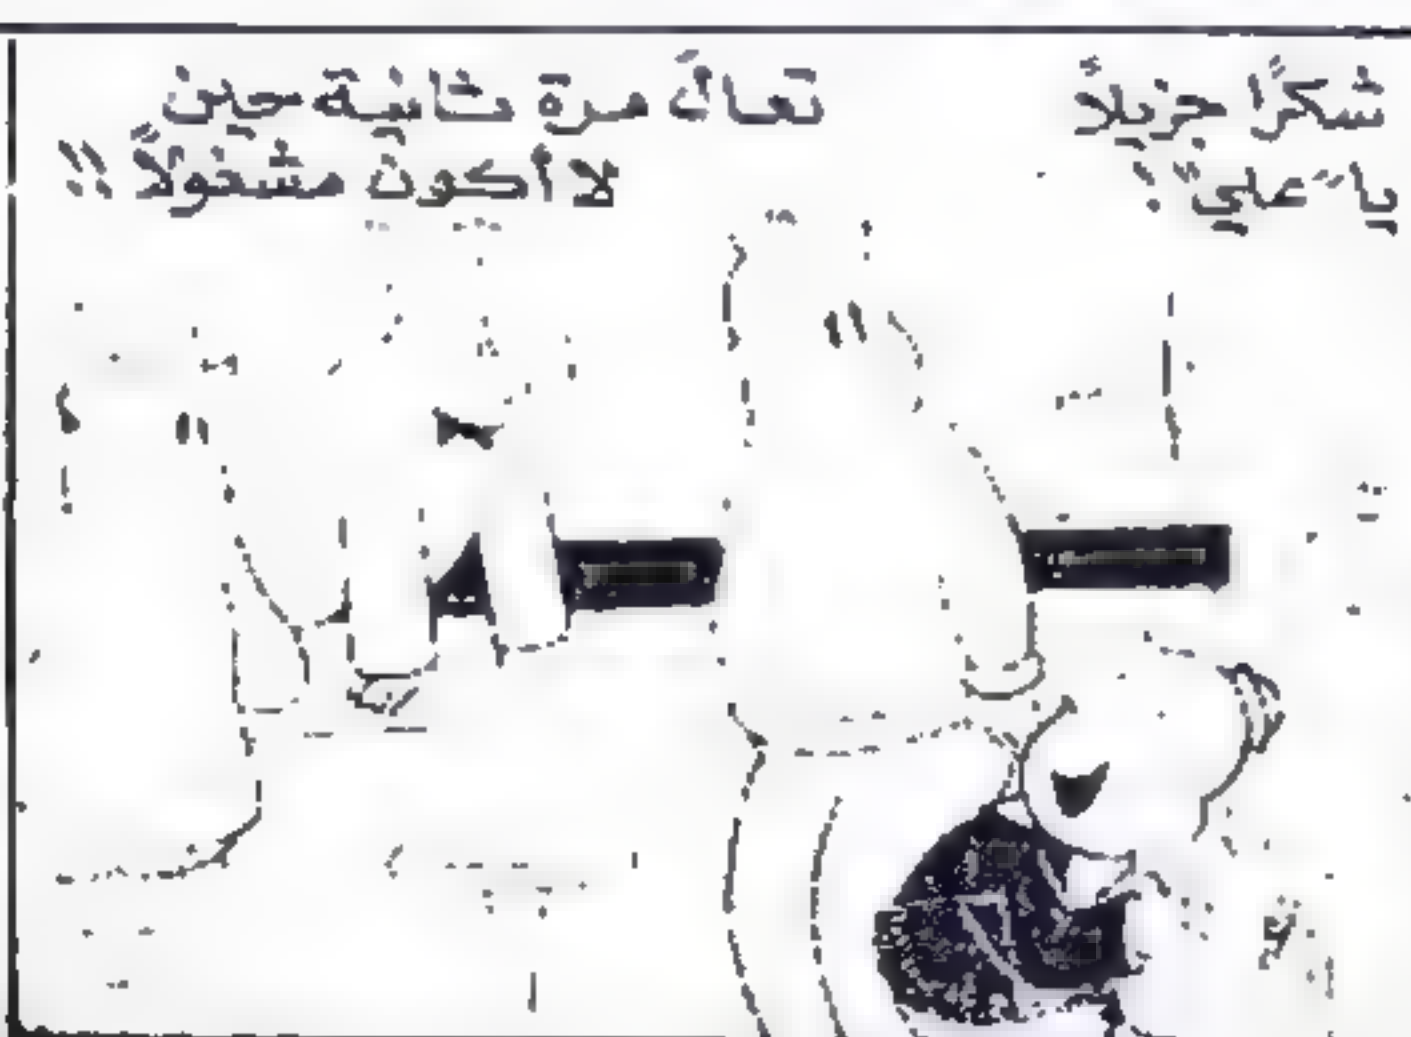 شكرًا جزيلاً
يا "علي" !
تعالَ مرة ثانية حين
لا أكون مشغولاً !!